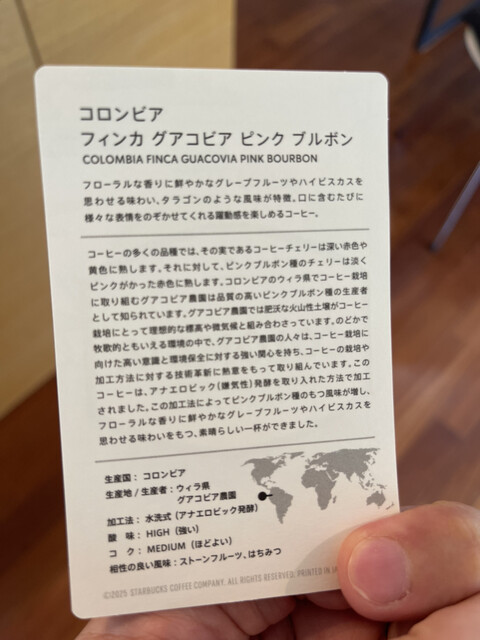 コロンビア
フィンカ グアコビア ピンク ブルボン
COLOMBIA FINCA GUACOVIA PINK BOURBON
フローラルな香りに鮮やかなグレープフルーツやハイビスカスを
思わせる味わい、タラゴンのような風味が特徴。口に含むたびに
様々な表情をのぞかせてくれる躍動感を楽しめるコーヒー。
コーヒーの多くの品種では、その実であるコーヒーチェリーは深い赤色や
黄色に熟します。それに対して、ピンクブルボン種のチェリーは淡く
ピンクがかった赤色に熟します。コロンビアのウィラ県でコーヒー栽培
に取り組むグアコビア農園は品質の高いピンクブルボン種の生産者
として知られています。グアコビア農園では肥沃な火山性土壌がコーヒー
栽培にとって理想的な標高や微気候と組み合わさっています。のどかで
牧歌的ともいえる環境の中で、グアコビア農園の人々は、コーヒー栽培に
向けた高い意識と環境保全に対する強い関心を持ち、コーヒーの栽培や
加工方法に対する技術革新に熱意をもって取り組んでいます。この
コーヒーは、アナエロビック(嫌気性)発酵を取り入れた方法で加工
されました。この加工法によってピンクブルボン種のもつ風味が増し、
フローラルな香りに鮮やかなグレープフルーツやハイビスカスを
思わせる味わいをもつ、素晴らしい一杯ができました。
生産国：コロンビア
生産地/生産者：ウィラ県
グアコビア農園
加工法：水洗式(アナエロビック発酵)
酸　味：HIGH(強い)
コ　ク：MEDIUM(ほどよい)
相性の良い風味：ストーンフルーツ、はちみつ
©2025 STARBUCKS COFFEE COMPANY. ALL RIGHTS RESERVED. PRINTED IN